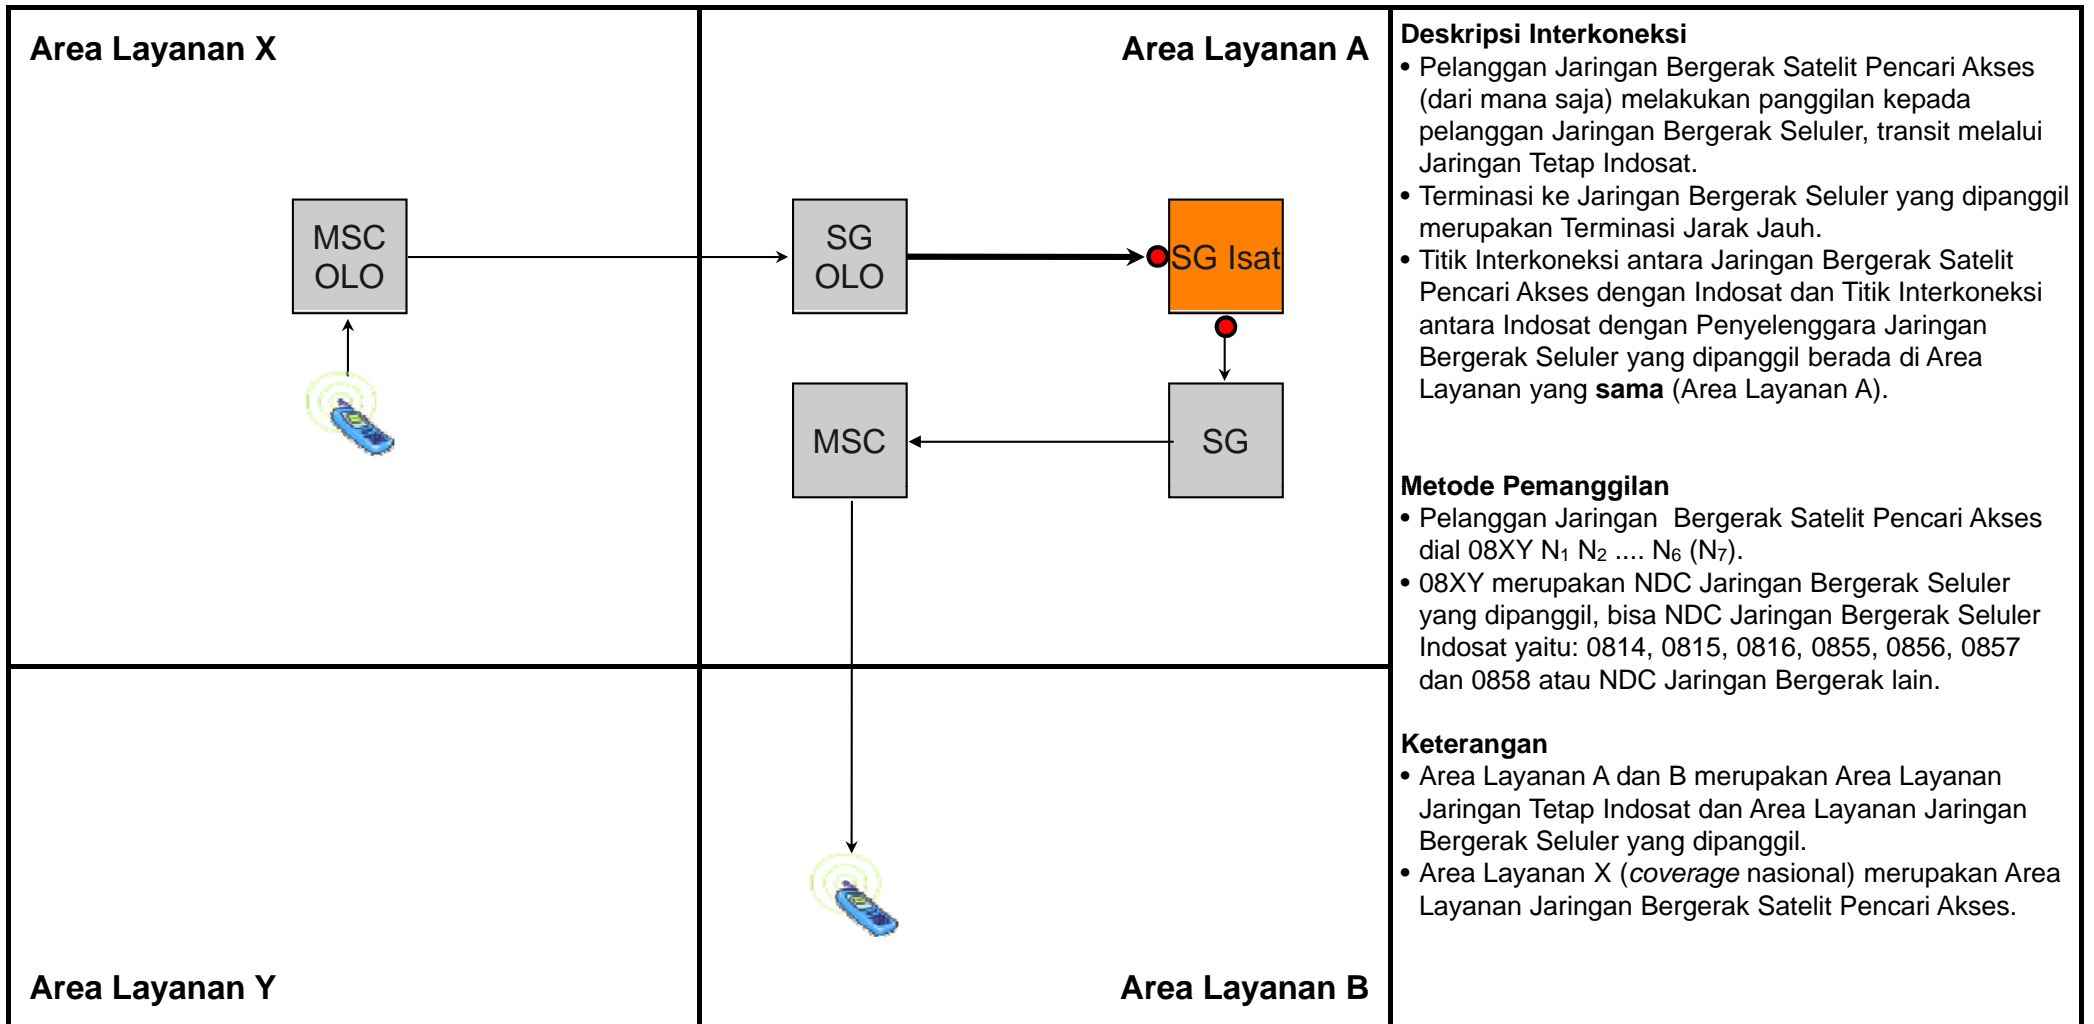 Area Layanan X
Area Layanan A
MSC
OLO
SG
OLO
SG Isat
MSC
SG
Area Layanan Y
Area Layanan B
Deskripsi Interkoneksi
• Pelanggan Jaringan Bergerak Satelit Pencari Akses
(dari mana saja) melakukan panggilan kepada
pelanggan Jaringan Bergerak Seluler, transit melalui
Jaringan Tetap Indosat.
• Terminasi ke Jaringan Bergerak Seluler yang dipanggil
merupakan Terminasi Jarak Jauh.
• Titik Interkoneksi antara Jaringan Bergerak Satelit
Pencari Akses dengan Indosat dan Titik Interkoneksi
antara Indosat dengan Penyelenggara Jaringan
Bergerak Seluler yang dipanggil berada di Area
Layanan yang sama (Area Layanan A).
Metode Pemanggilan
• Pelanggan Jaringan Bergerak Satelit Pencari Akses
dial 08XY N₁ N₂ .... N₆ (N₇).
• 08XY merupakan NDC Jaringan Bergerak Seluler
yang dipanggil, bisa NDC Jaringan Bergerak Seluler
Indosat yaitu: 0814, 0815, 0816, 0855, 0856, 0857
dan 0858 atau NDC Jaringan Bergerak lain.
Keterangan
• Area Layanan A dan B merupakan Area Layanan
Jaringan Tetap Indosat dan Area Layanan Jaringan
Bergerak Seluler yang dipanggil.
• Area Layanan X (coverage nasional) merupakan Area
Layanan Jaringan Bergerak Satelit Pencari Akses.